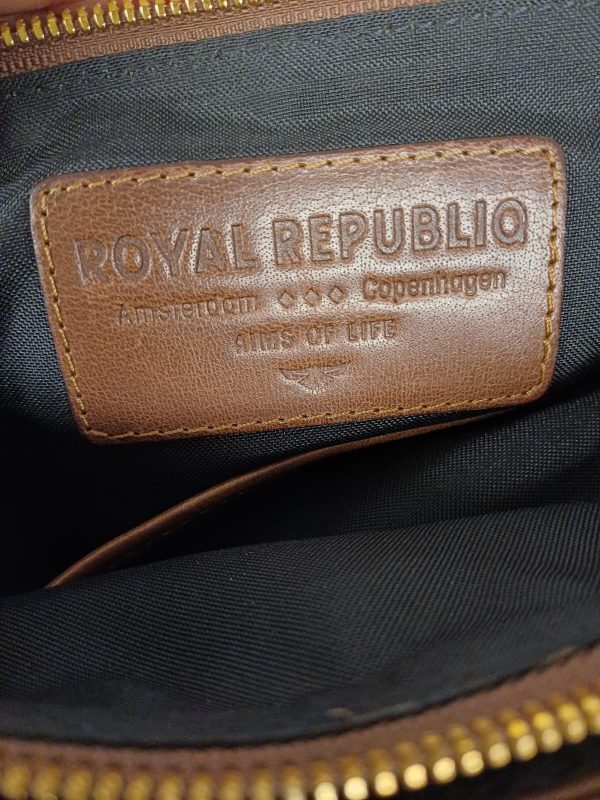 ROYAL REPUBLIQ
Amsterdam ◇◇◇ Copenhagen
AIMS OF LIFE